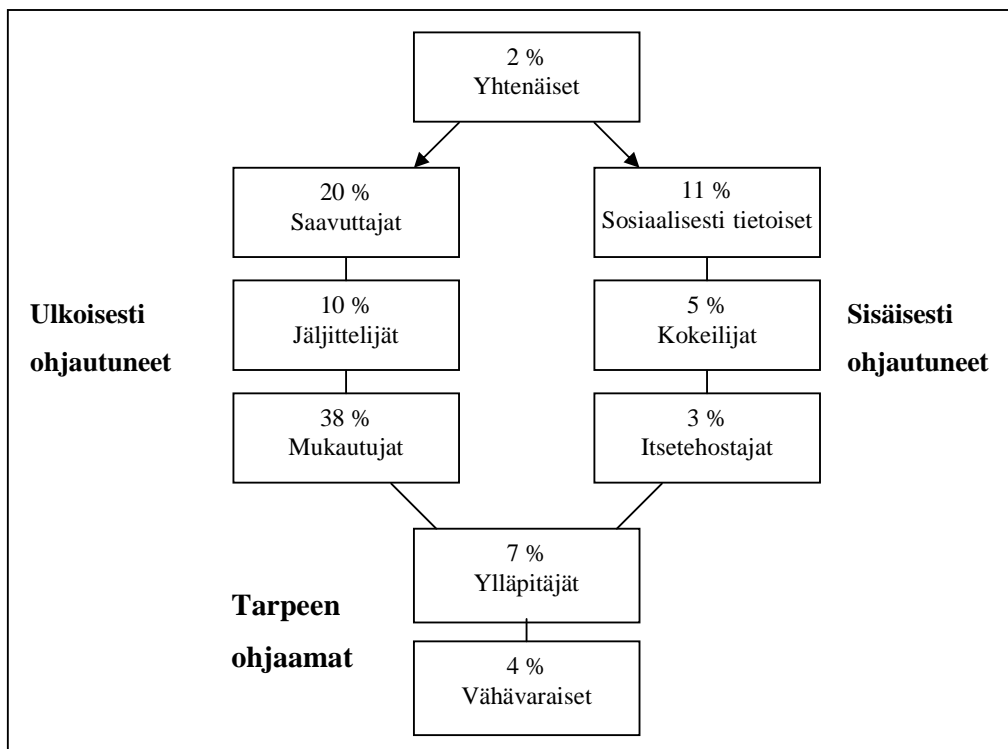 2 %
Yhtenäiset
20 %
Saavuttajat
11 %
Sosiaalisesti tietoiset
Ulkoisesti
ohjautuneet
10 %
Jäljittelijät
5 %
Kokeilijat
Sisäisesti
ohjautuneet
38 %
Mukautujat
3 %
Itsetehostajat
7 %
Ylläpitäjät
Tarpeen
ohjaamat
4 %
Vähävaraiset